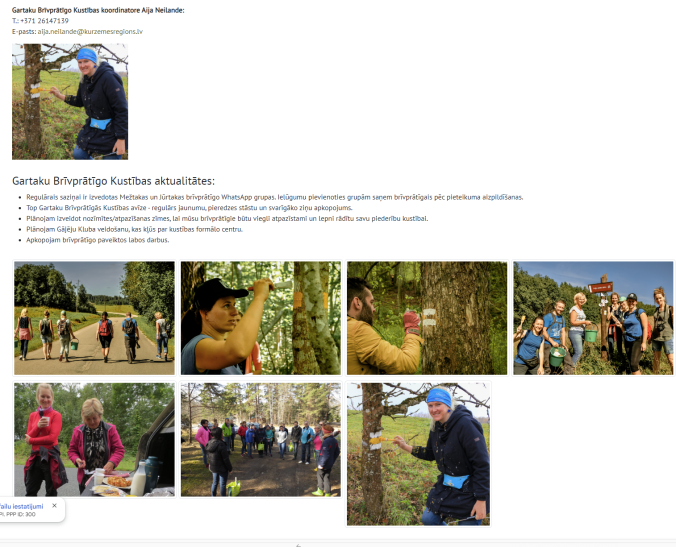 Gartaku Brīvprātīgo Kustības koordinatore Aija Neilande:
T.: +371 26147139
E-pasts: aija.neilande@kurzemesregions.lv
Gartaku Brīvprātīgo Kustības aktualitātes:
Regulārais saziņai ir izvedotas Mežtakas un Jūrtakas brīvprātīgo WhatsApp grupas. Ielūgumu pievienoties grupām saņem brīvprātīgais pēc pieteikuma aizpildīšanas.
Top Gartaku Brīvprātīgās Kustības avīze - regulārs jaunumu, pieredzes stāstu un svarīgāko ziņu apkopojums.
Plānojam izveidot nozīmītes/atpazīšanas zīmes, lai mūsu brīvprātīgie būtu viegli atpazīstami un lepni rādītu savu piederību kustībai.
Plānojam Gājēju Kluba veidošanu, kas kļūs par kustības formālo centru.
Apkopojam brīvprātīgo paveiktos labos darbus.
failu iestatījumi ×
PI. PPP ID: 300